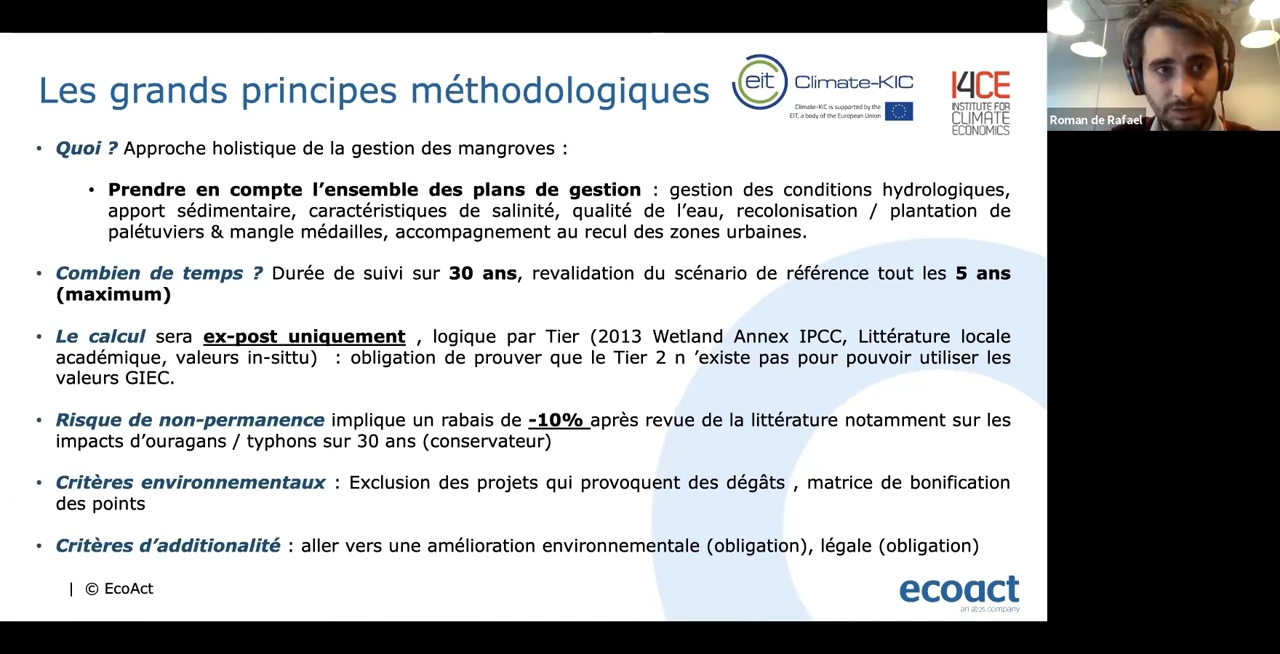 Les grands principes méthodologiques
eit Climate-KIC
Climate-KIC is supported by the
EIT, a body of the European Union
I4CE
INSTITUTE FOR
CLIMATE
ECONOMICS
Roman de Rafael
• Quoi ? Approche holistique de la gestion des mangroves :
• Prendre en compte l’ensemble des plans de gestion : gestion des conditions hydrologiques,
apport sédimentaire, caractéristiques de salinité, qualité de l’eau, recolonisation / plantation de
palétuviers & mangle médailles, accompagnement au recul des zones urbaines.
• Combien de temps ? Durée de suivi sur 30 ans, revalidation du scénario de référence tout les 5 ans
(maximum)
• Le calcul sera ex-post uniquement , logique par Tier (2013 Wetland Annex IPCC, Littérature locale
académique, valeurs in-sittu) : obligation de prouver que le Tier 2 n ’existe pas pour pouvoir utiliser les
valeurs GIEC.
• Risque de non-permanence implique un rabais de -10% après revue de la littérature notamment sur les
impacts d’ouragans / typhons sur 30 ans (conservateur)
• Critères environnementaux : Exclusion des projets qui provoquent des dégâts , matrice de bonification
des points
• Critères d’additionalité : aller vers une amélioration environnementale (obligation), légale (obligation)
| © EcoAct
ecoact
an atos company